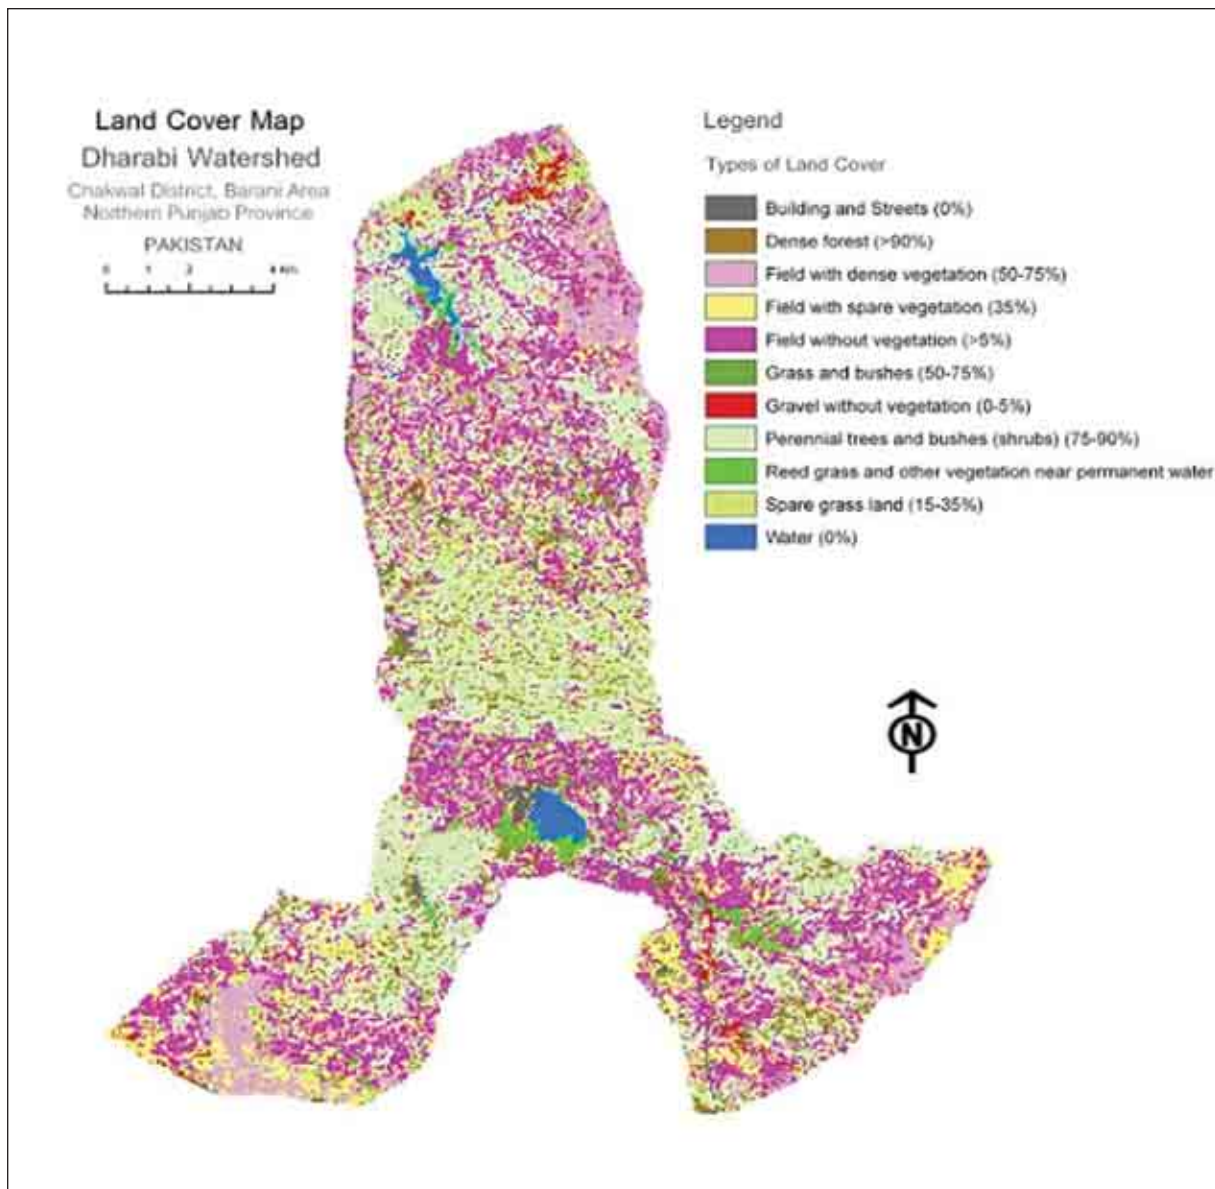 Land Cover Map
Dharabi Watershed
Chakwal District, Barani Area
Northern Punjab Province
PAKISTAN
0 1 2 4 Km
Legend
Types of Land Cover
Building and Streets (0%)
Dense forest (>90%)
Field with dense vegetation (50-75%)
Field with spare vegetation (35%)
Field without vegetation (>5%)
Grass and bushes (50-75%)
Gravel without vegetation (0-5%)
Perennial trees and bushes (shrubs) (75-90%)
Reed grass and other vegetation near permanent water
Spare grass land (15-35%)
Water (0%)
N